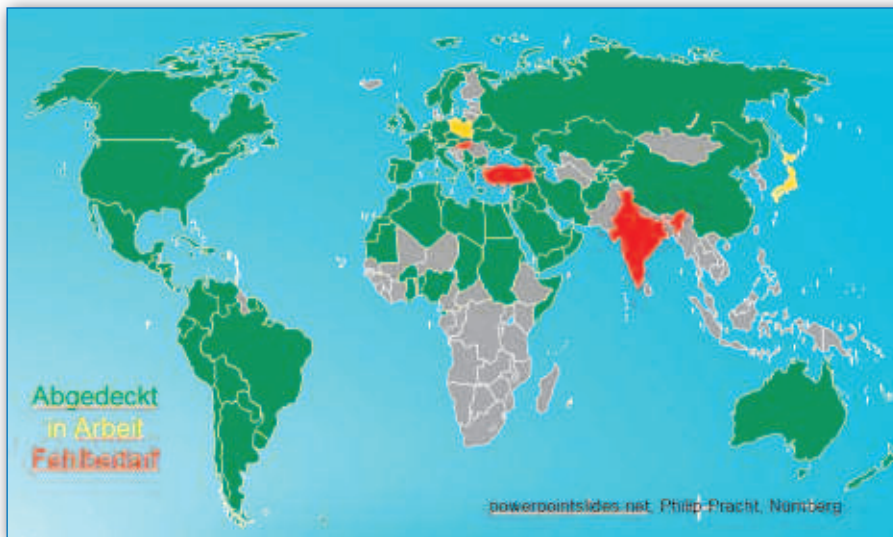 Abgedeckt
in Arbeit
Fehlbedarf
powerpointslides.net, Philip Pracht, Nürnberg